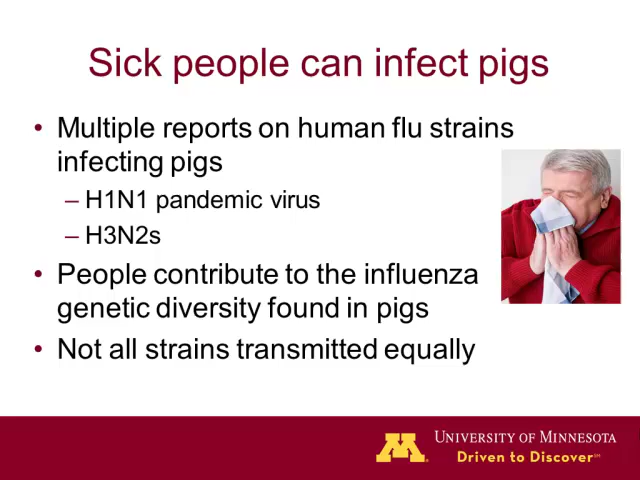 Sick people can infect pigs
• Multiple reports on human flu strains
infecting pigs
– H1N1 pandemic virus
– H3N2s
• People contribute to the influenza
genetic diversity found in pigs
• Not all strains transmitted equally
M
UNIVERSITY OF MINNESOTA
Driven to Discover℠